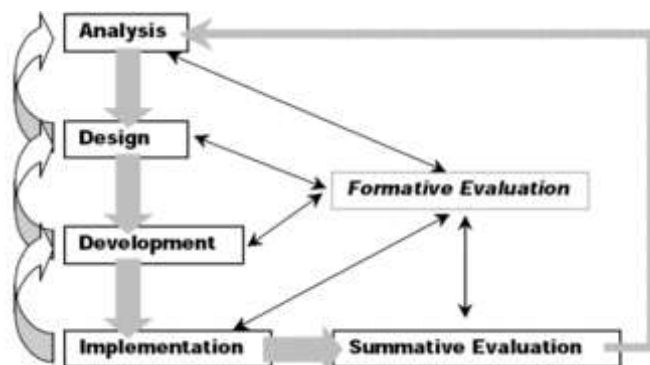 Analysis
Design
Formative Evaluation
Development
Implementation
Summative Evaluation